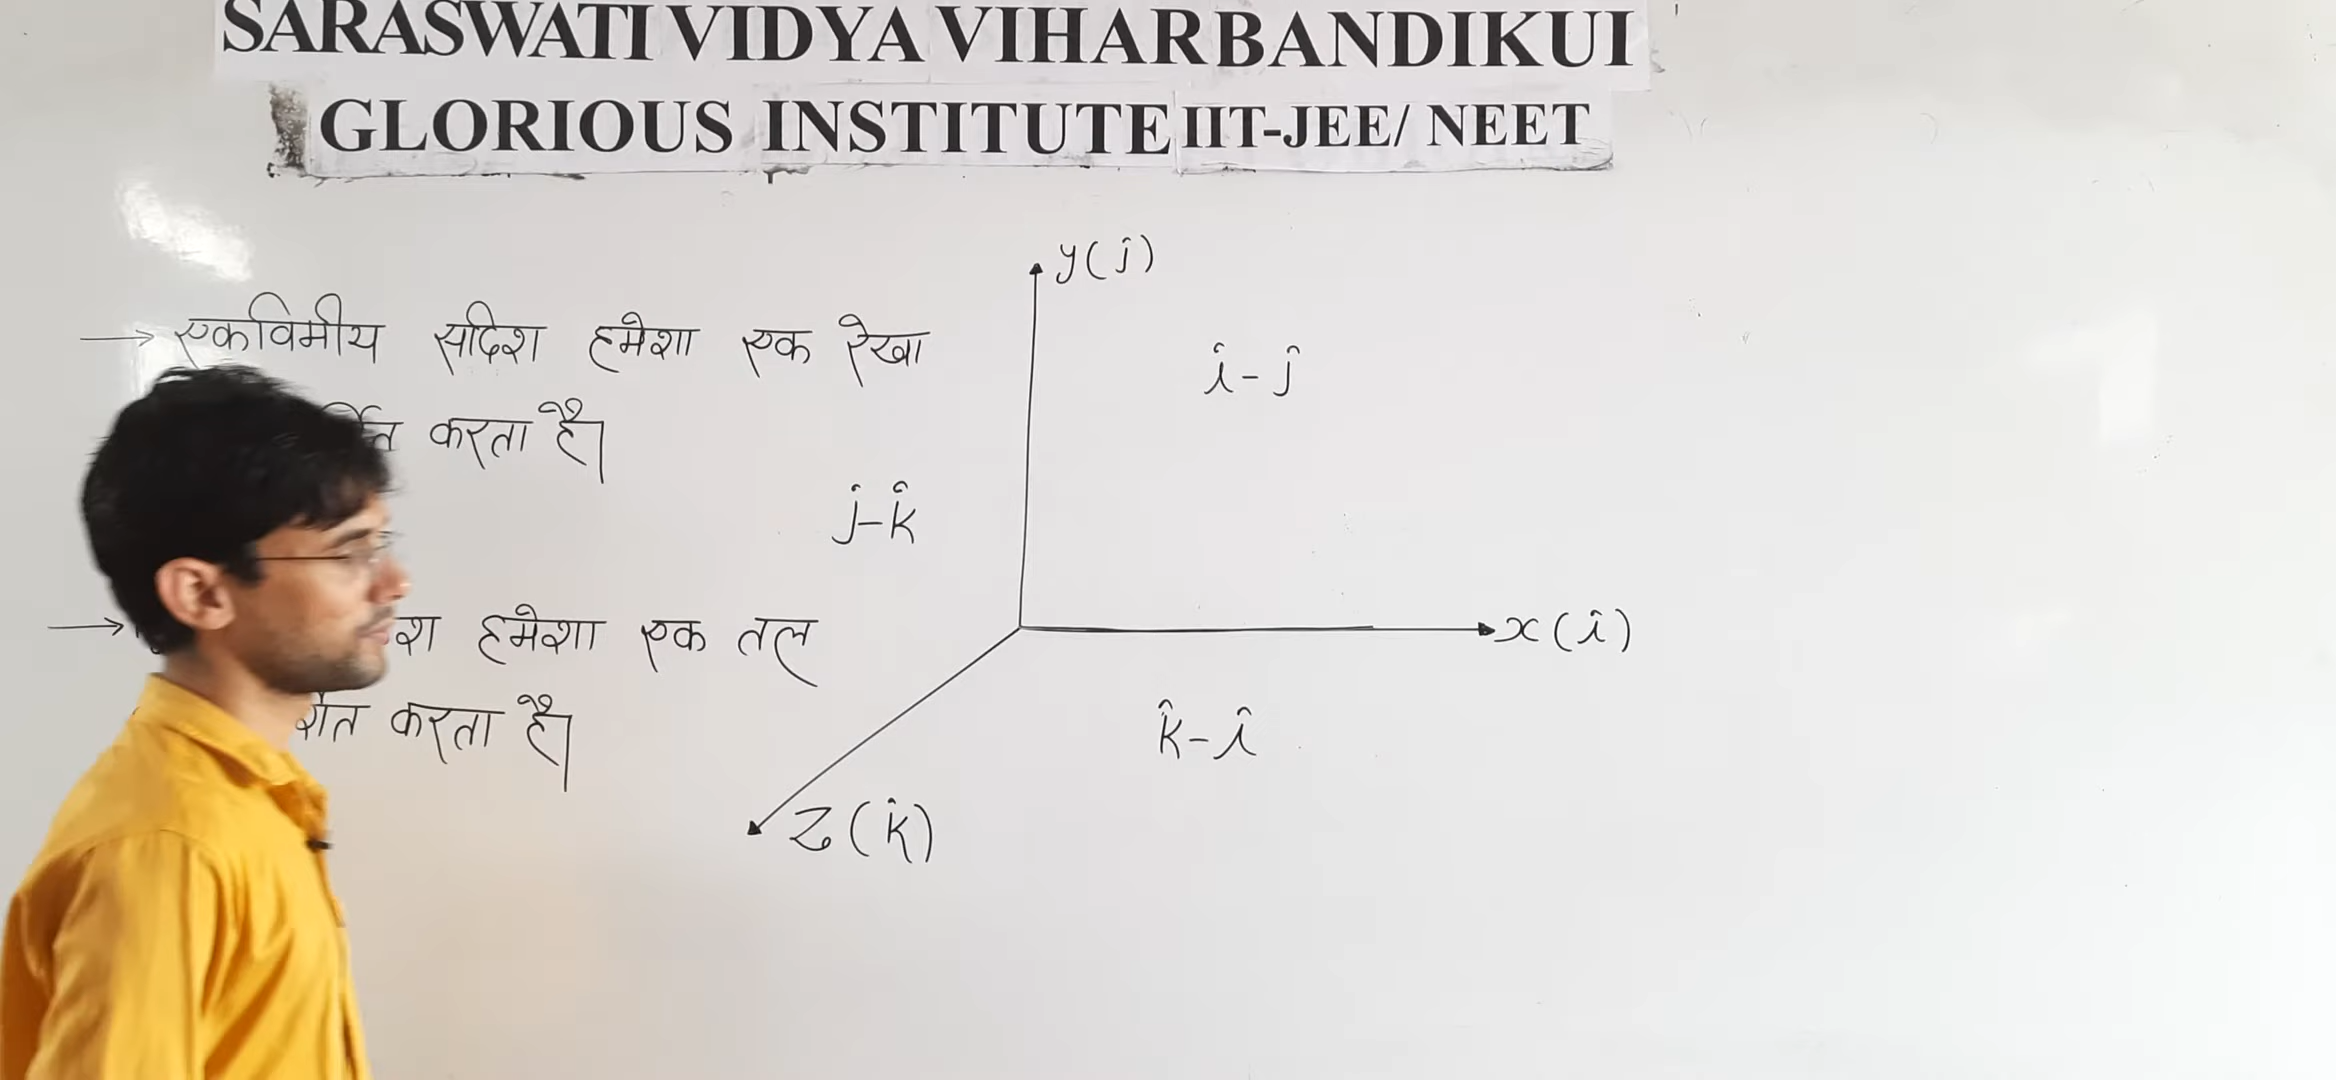 SARASWATI VIDYA VIHAR BANDIKUI
GLORIOUS INSTITUTE IIT-JEE/ NEET
→ एकविमीय सदिश हमेशा एक रेखा
करता है।
→ हमेशा एक तल
करता है।
y(ĵ)
î-ĵ
ĵ-k̂
x(î)
k̂-î
z(k̂)